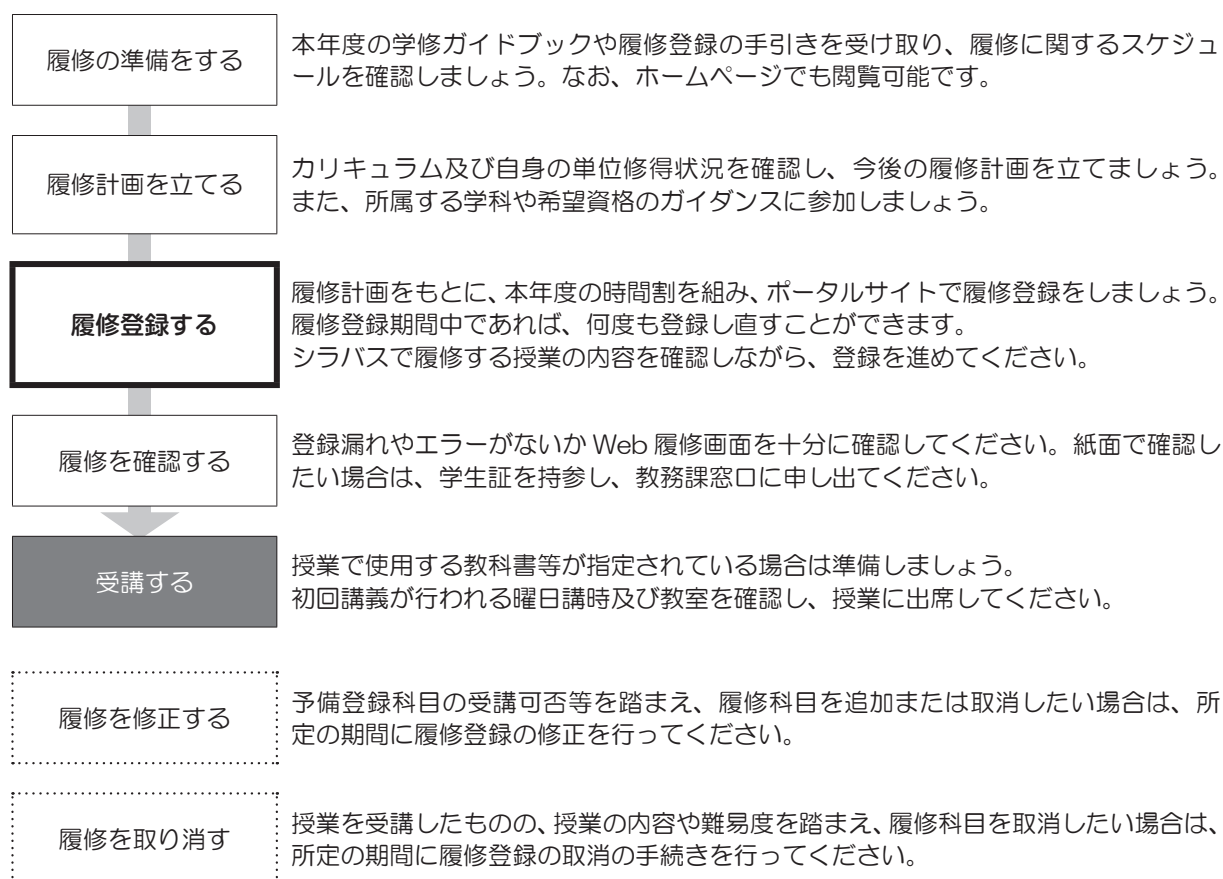 履修の準備をする
本年度の学修ガイドブックや履修登録の手引きを受け取り、履修に関するスケジュ
ールを確認しましょう。なお、ホームページでも閲覧可能です。
履修計画を立てる
カリキュラム及び自身の単位修得状況を確認し、今後の履修計画を立てましょう。
また、所属する学科や希望資格のガイダンスに参加しましょう。
履修登録する
履修計画をもとに、本年度の時間割を組み、ポータルサイトで履修登録をしましょう。
履修登録期間中であれば、何度も登録し直すことができます。
シラバスで履修する授業の内容を確認しながら、登録を進めてください。
履修を確認する
登録漏れやエラーがないか Web 履修画面を十分に確認してください。紙面で確認し
たい場合は、学生証を持参し、教務課窓口に申し出てください。
受講する
授業で使用する教科書等が指定されている場合は準備しましょう。
初回講義が行われる曜日講時及び教室を確認し、授業に出席してください。
履修を修正する
予備登録科目の受講可否等を踏まえ、履修科目を追加または取消したい場合は、所
定の期間に履修登録の修正を行ってください。
履修を取り消す
授業を受講したものの、授業の内容や難易度を踏まえ、履修科目を取消したい場合は、
所定の期間に履修登録の取消の手続きを行ってください。